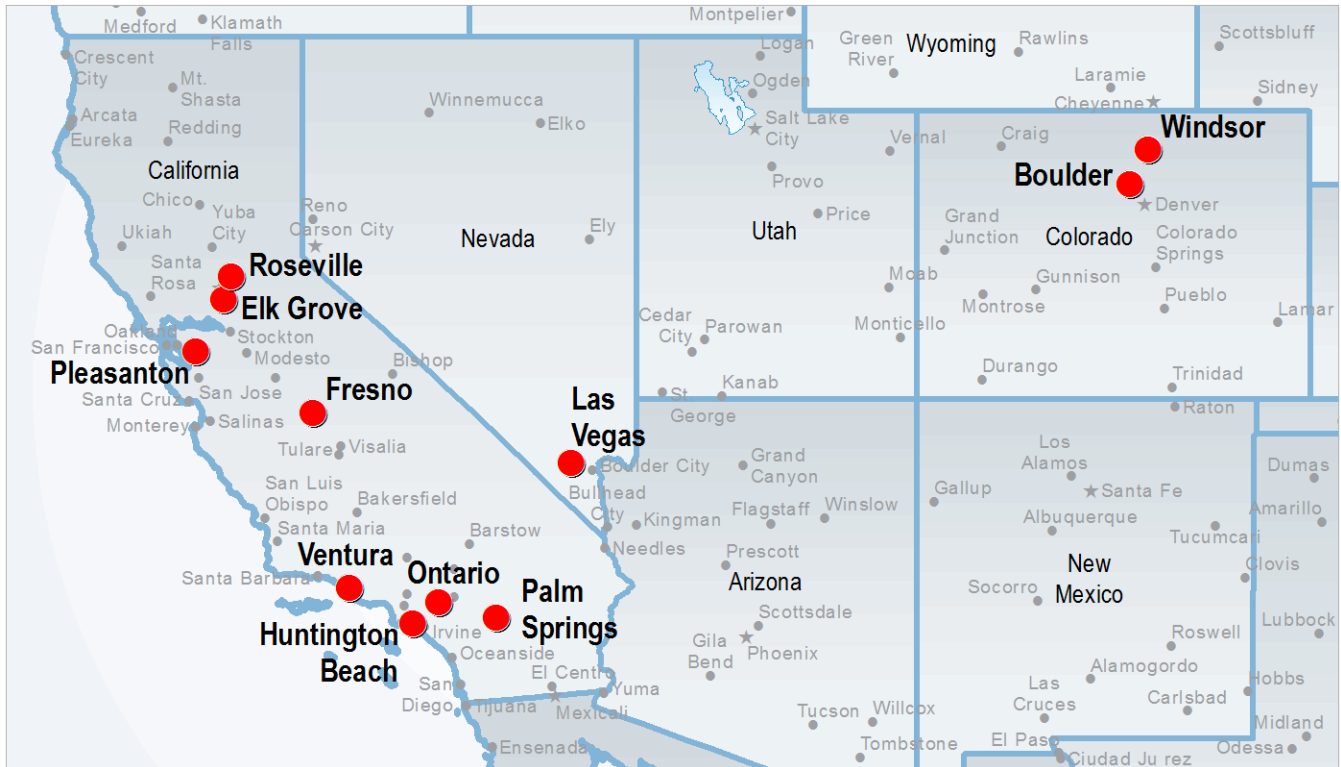 Medford
Klamath
Falls
Montpelier
Logan
Green
River
Wyoming
Rawlins
Scottsbluff
Crescent
City
Mt.
Shasta
Ogden
Laramie
Sidney
Winnemucca
Cheyenne
Arcata
Eureka
Redding
Elko
Salt Lake
City
Vernal
Craig
Windsor
California
Provo
Boulder
Chico
Yuba
City
Reno
Carson City
Ely
Price
Grand
Junction
Denver
Ukiah
Nevada
Utah
Colorado
Colorado
Springs
Santa
Rosa
Roseville
Moab
Gunnison
Elk Grove
Montrose
Pueblo
Lamar
Oakland
Stockton
Cedar
City
Parowan
Monticello
San Francisco
Modesto
Bishop
Pleasanton
Durango
Trinidad
Santa Cruz
San Jose
Fresno
Las
Vegas
St
George
Kanab
Raton
Monterey
Salinas
Tulare
Visalia
Boulder City
Grand
Canyon
Los
Alamos
Dumas
San Luis
Obispo
Bakersfield
Bullhead
City
Gallup
Santa Fe
Santa Maria
Barstow
Kingman
Flagstaff
Winslow
Albuquerque
Tucumcari
Amarillo
Ventura
Needles
Prescott
Santa Barbara
Ontario
Palm
Springs
Arizona
New
Mexico
Socorro
Clovis
Huntington
Beach
Irvine
Scottsdale
Lubbock
Oceanside
Gila
Bend
Phoenix
Roswell
El Centro
Alamogordo
San
Diego
Yuma
Las
Cruces
Carlsbad
Hobbs
Tijuana
Mexicali
Tucson
Willcox
Midland
Ensenada
Tombstone
El Paso
Odessa
Ciudad Ju rez